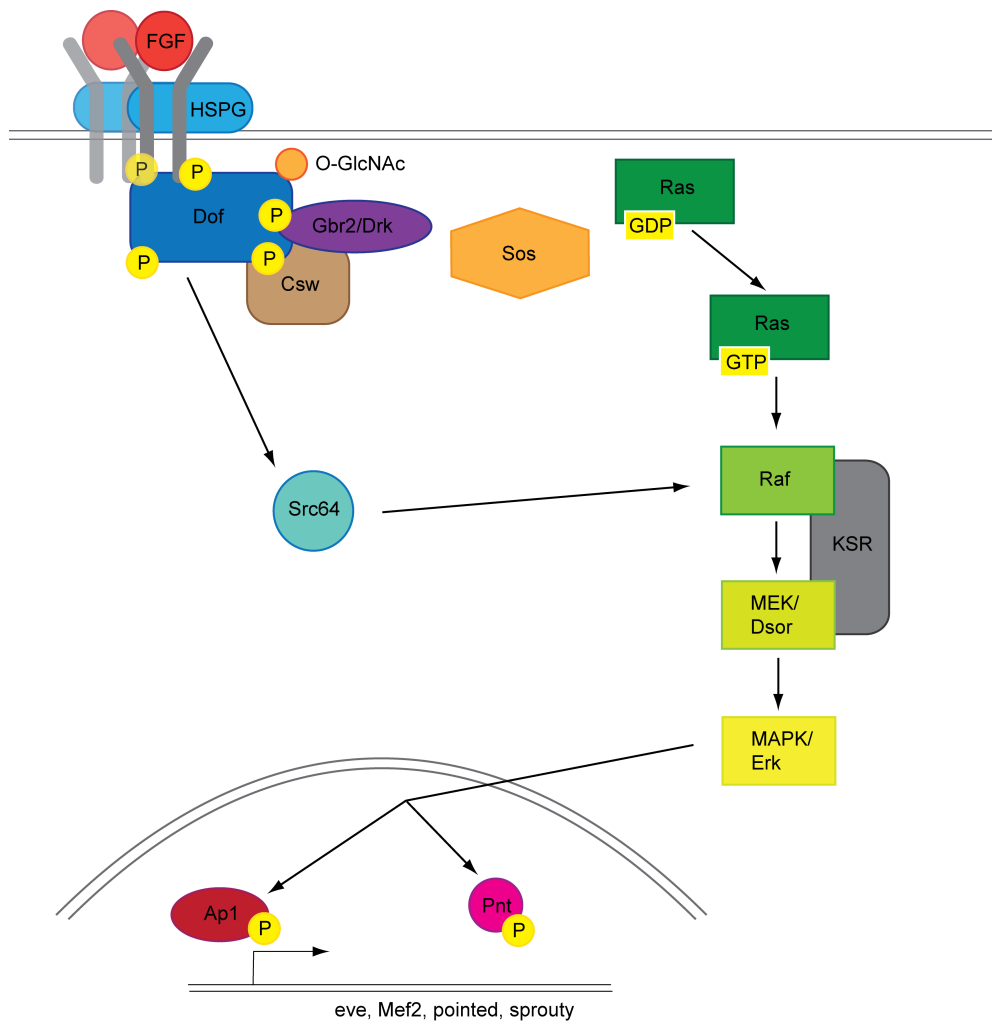 FGF
HSPG
P
P
O-GlcNAc
Ras
Dof
P
Gbr2/Drk
GDP
Sos
P
P
Csw
Ras
GTP
Raf
Src64
KSR
MEK/
Dsor
MAPK/
Erk
Ap1
P
Pnt
P
eve, Mef2, pointed, sprouty